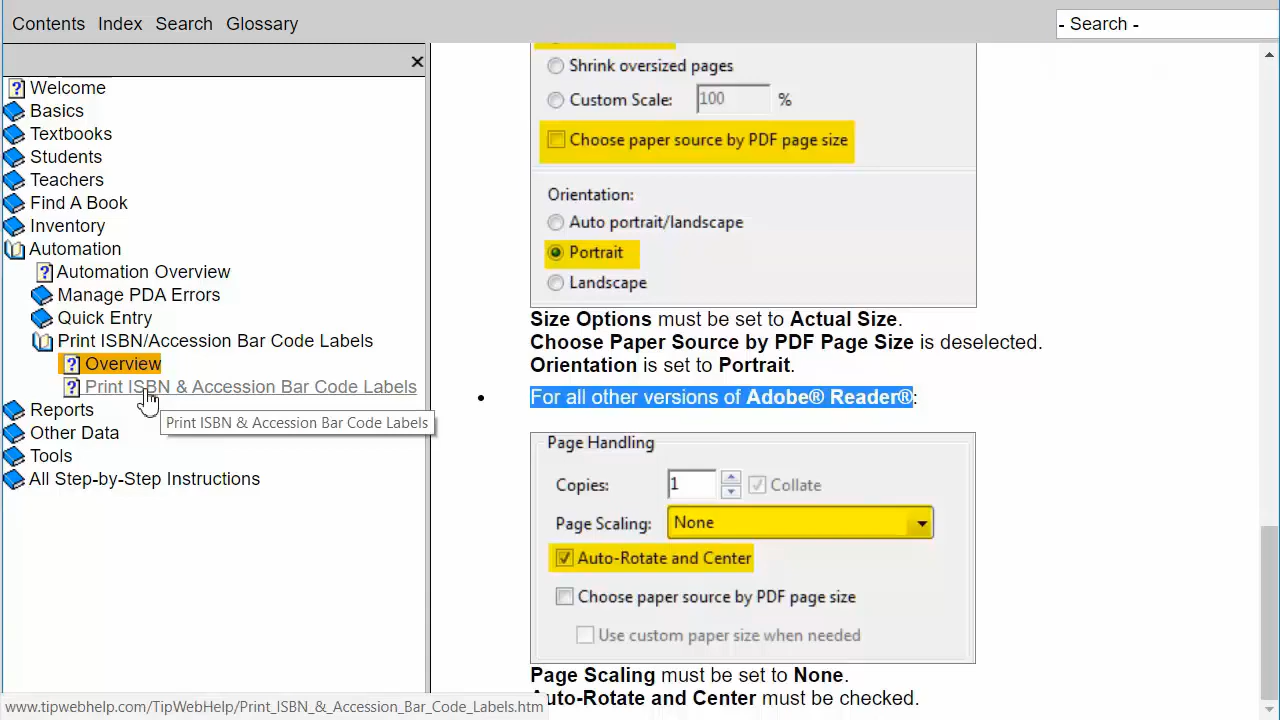 Contents Index Search Glossary
- Search -
Welcome
Basics
Textbooks
Students
Teachers
Find A Book
Inventory
Automation
Automation Overview
Manage PDA Errors
Quick Entry
Print ISBN/Accession Bar Code Labels
Overview
Print ISBN & Accession Bar Code Labels
Print ISBN & Accession Bar Code Labels
Reports
Other Data
Tools
All Step-by-Step Instructions
www.tipwebhelp.com/TipWebHelp/Print_ISBN_&_Accession_Bar_Code_Labels.htm
Shrink oversized pages
Custom Scale: 100 %
Choose paper source by PDF page size
Orientation:
Auto portrait/landscape
Portrait
Landscape
Size Options must be set to Actual Size.
Choose Paper Source by PDF Page Size is deselected.
Orientation is set to Portrait.
• For all other versions of Adobe® Reader®:
Page Handling
Copies: 1 Collate
Page Scaling: None
Auto-Rotate and Center
Choose paper source by PDF page size
Use custom paper size when needed
Page Scaling must be set to None.
Auto-Rotate and Center must be checked.